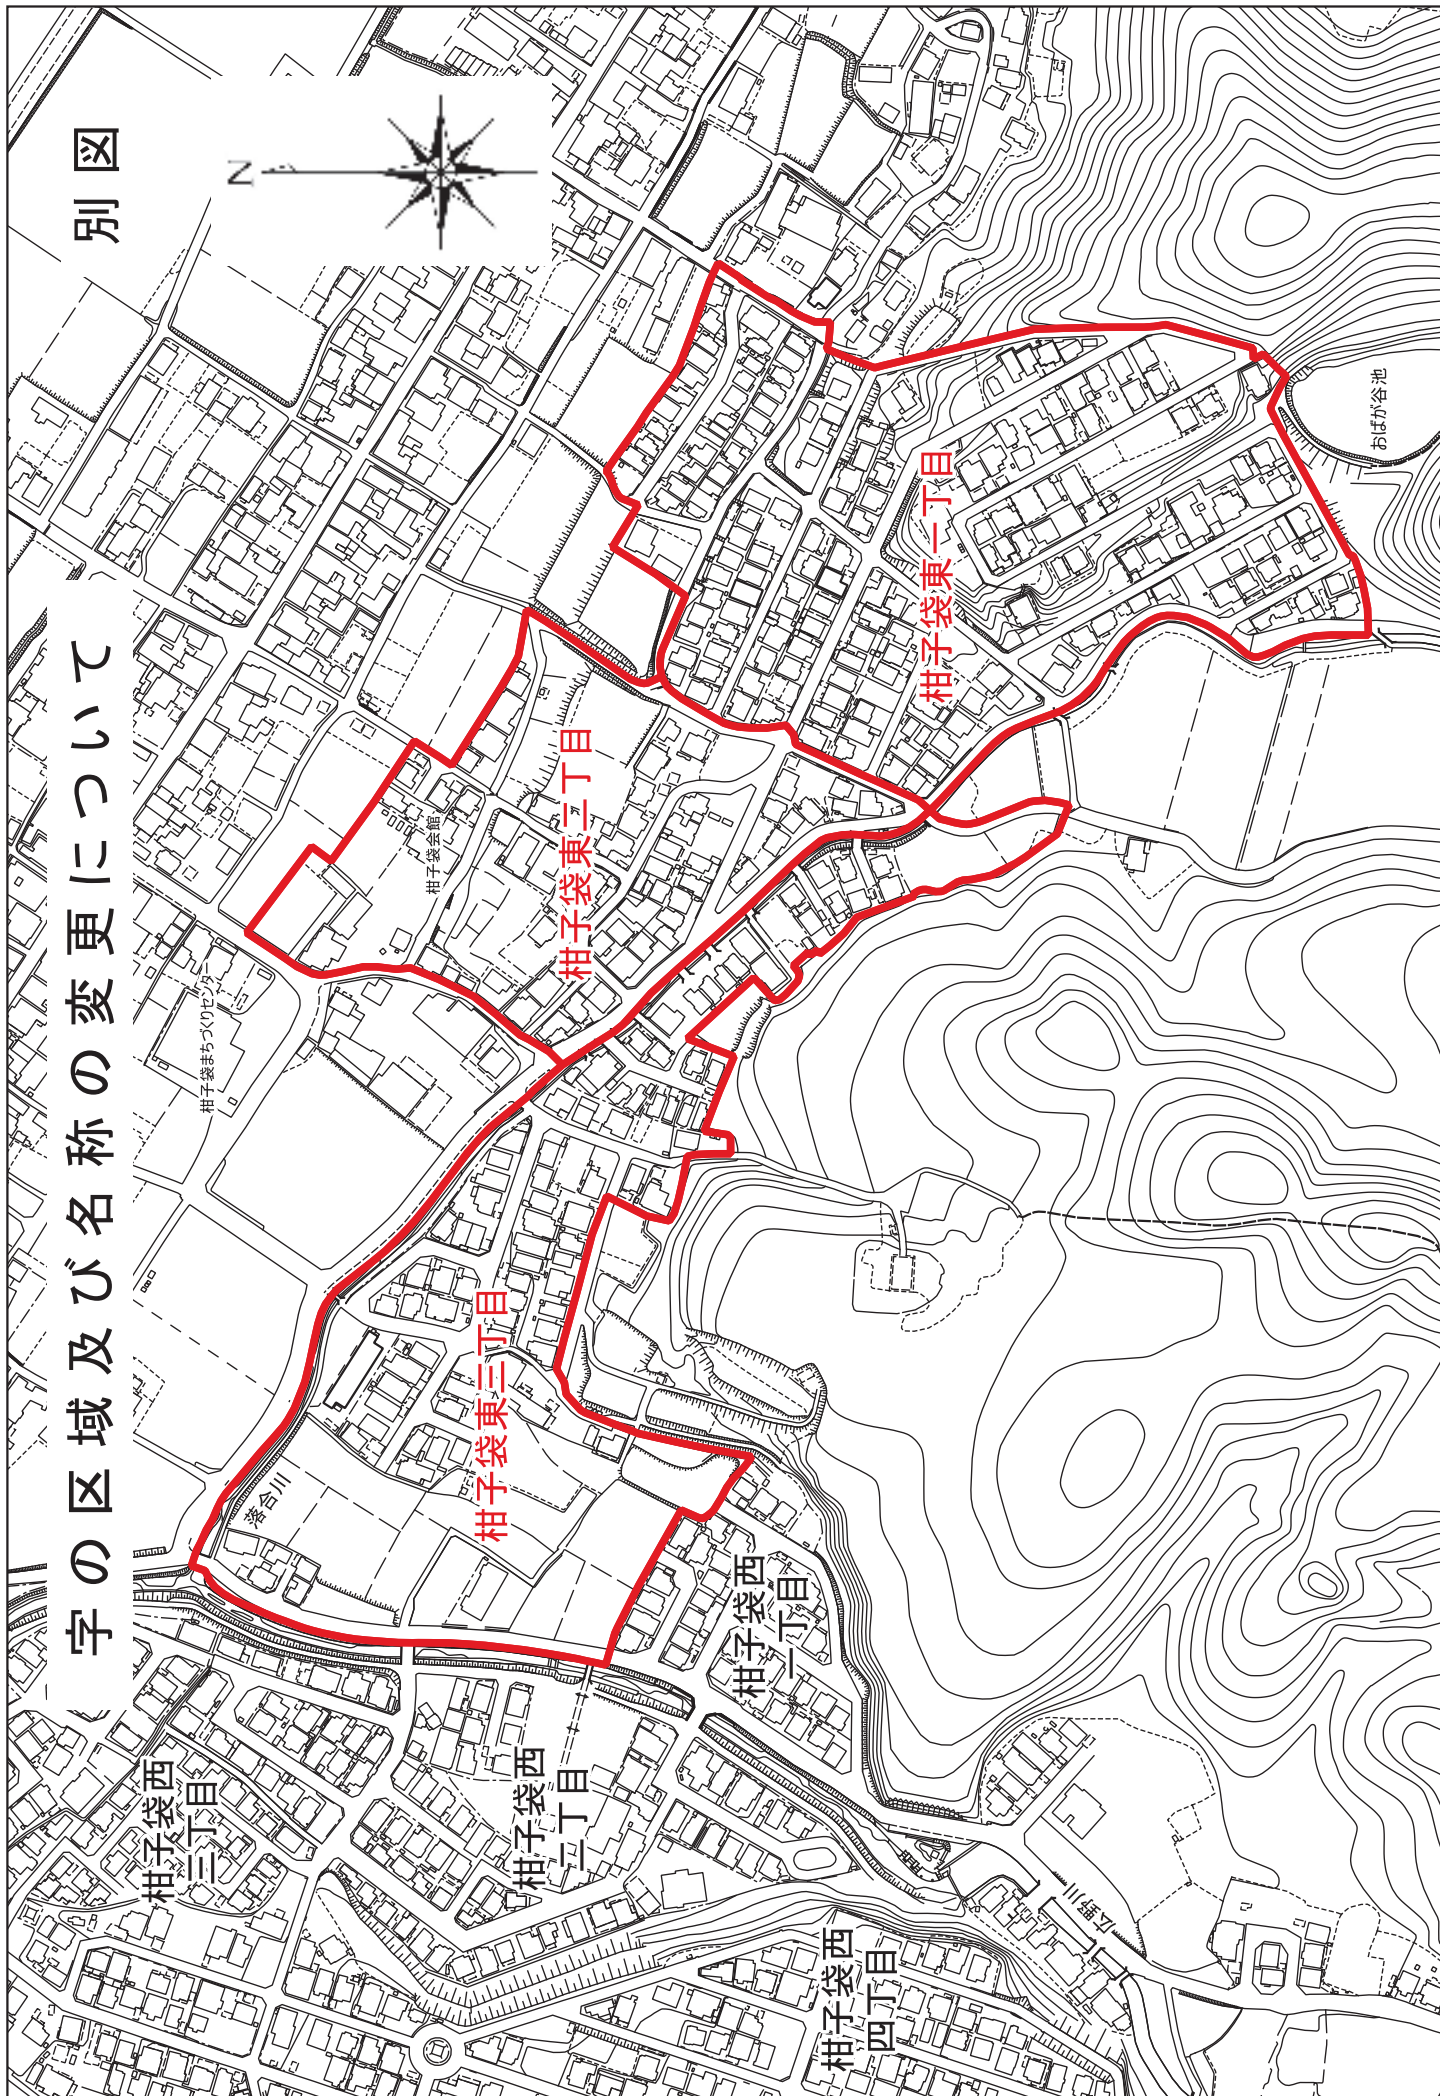 字の区域及び名称の変更について
別図
N
柑子袋まちづくりセンター
柑子袋会館
柑子袋東一丁目
柑子袋東二丁目
柑子袋東三丁目
おばが谷池
落合川
柑子袋西
一丁目
柑子袋西
二丁目
柑子袋西
三丁目
柑子袋西
四丁目
広野川